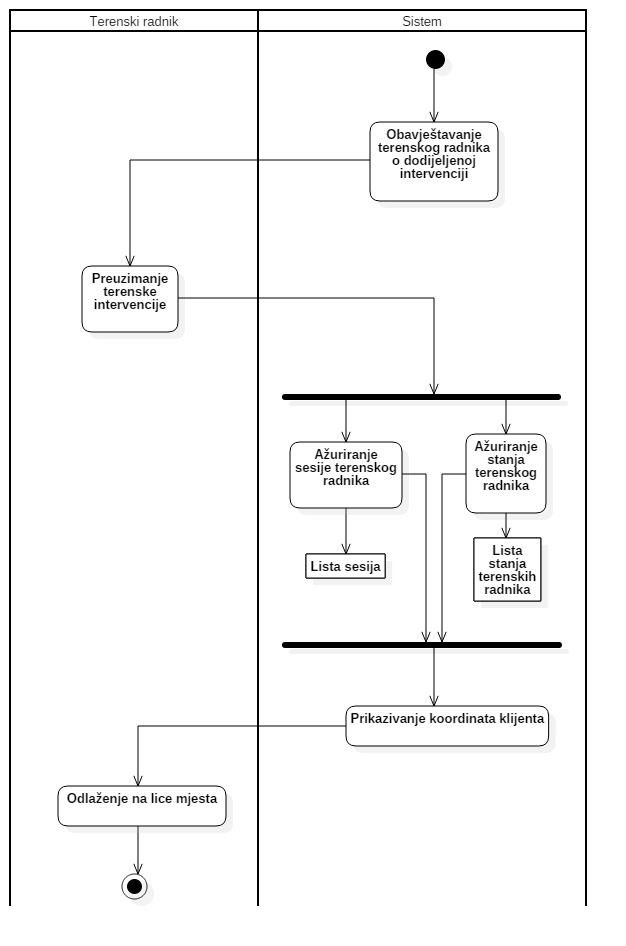 Terenski radnik
Sistem
Obavještavanje
terenskog radnika
o dodijeljenoj
intervenciji
Preuzimanje
terenske
intervencije
Ažuriranje
sesije terenskog
radnika
Ažuriranje
stanja
terenskog
radnika
Lista sesija
Lista
stanja
terenskih
radnika
Prikazivanje koordinata klijenta
Odlaženje na lice mjesta